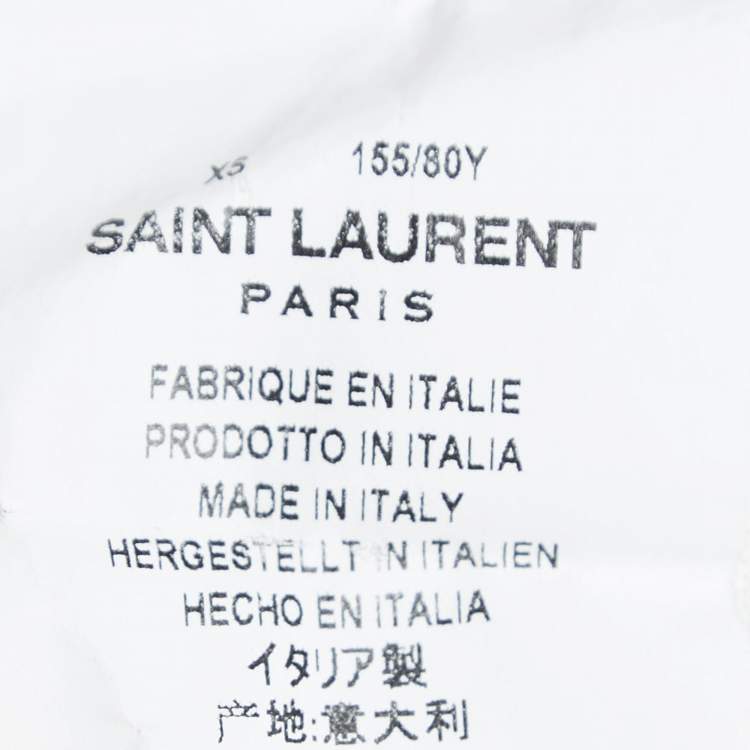 XS 155/80Y
SAINT LAURENT
PARIS
FABRIQUE EN ITALIE
PRODOTTO IN ITALIA
MADE IN ITALY
HERGESTELLT IN ITALIEN
HECHO EN ITALIA
イタリア製
产地:意大利